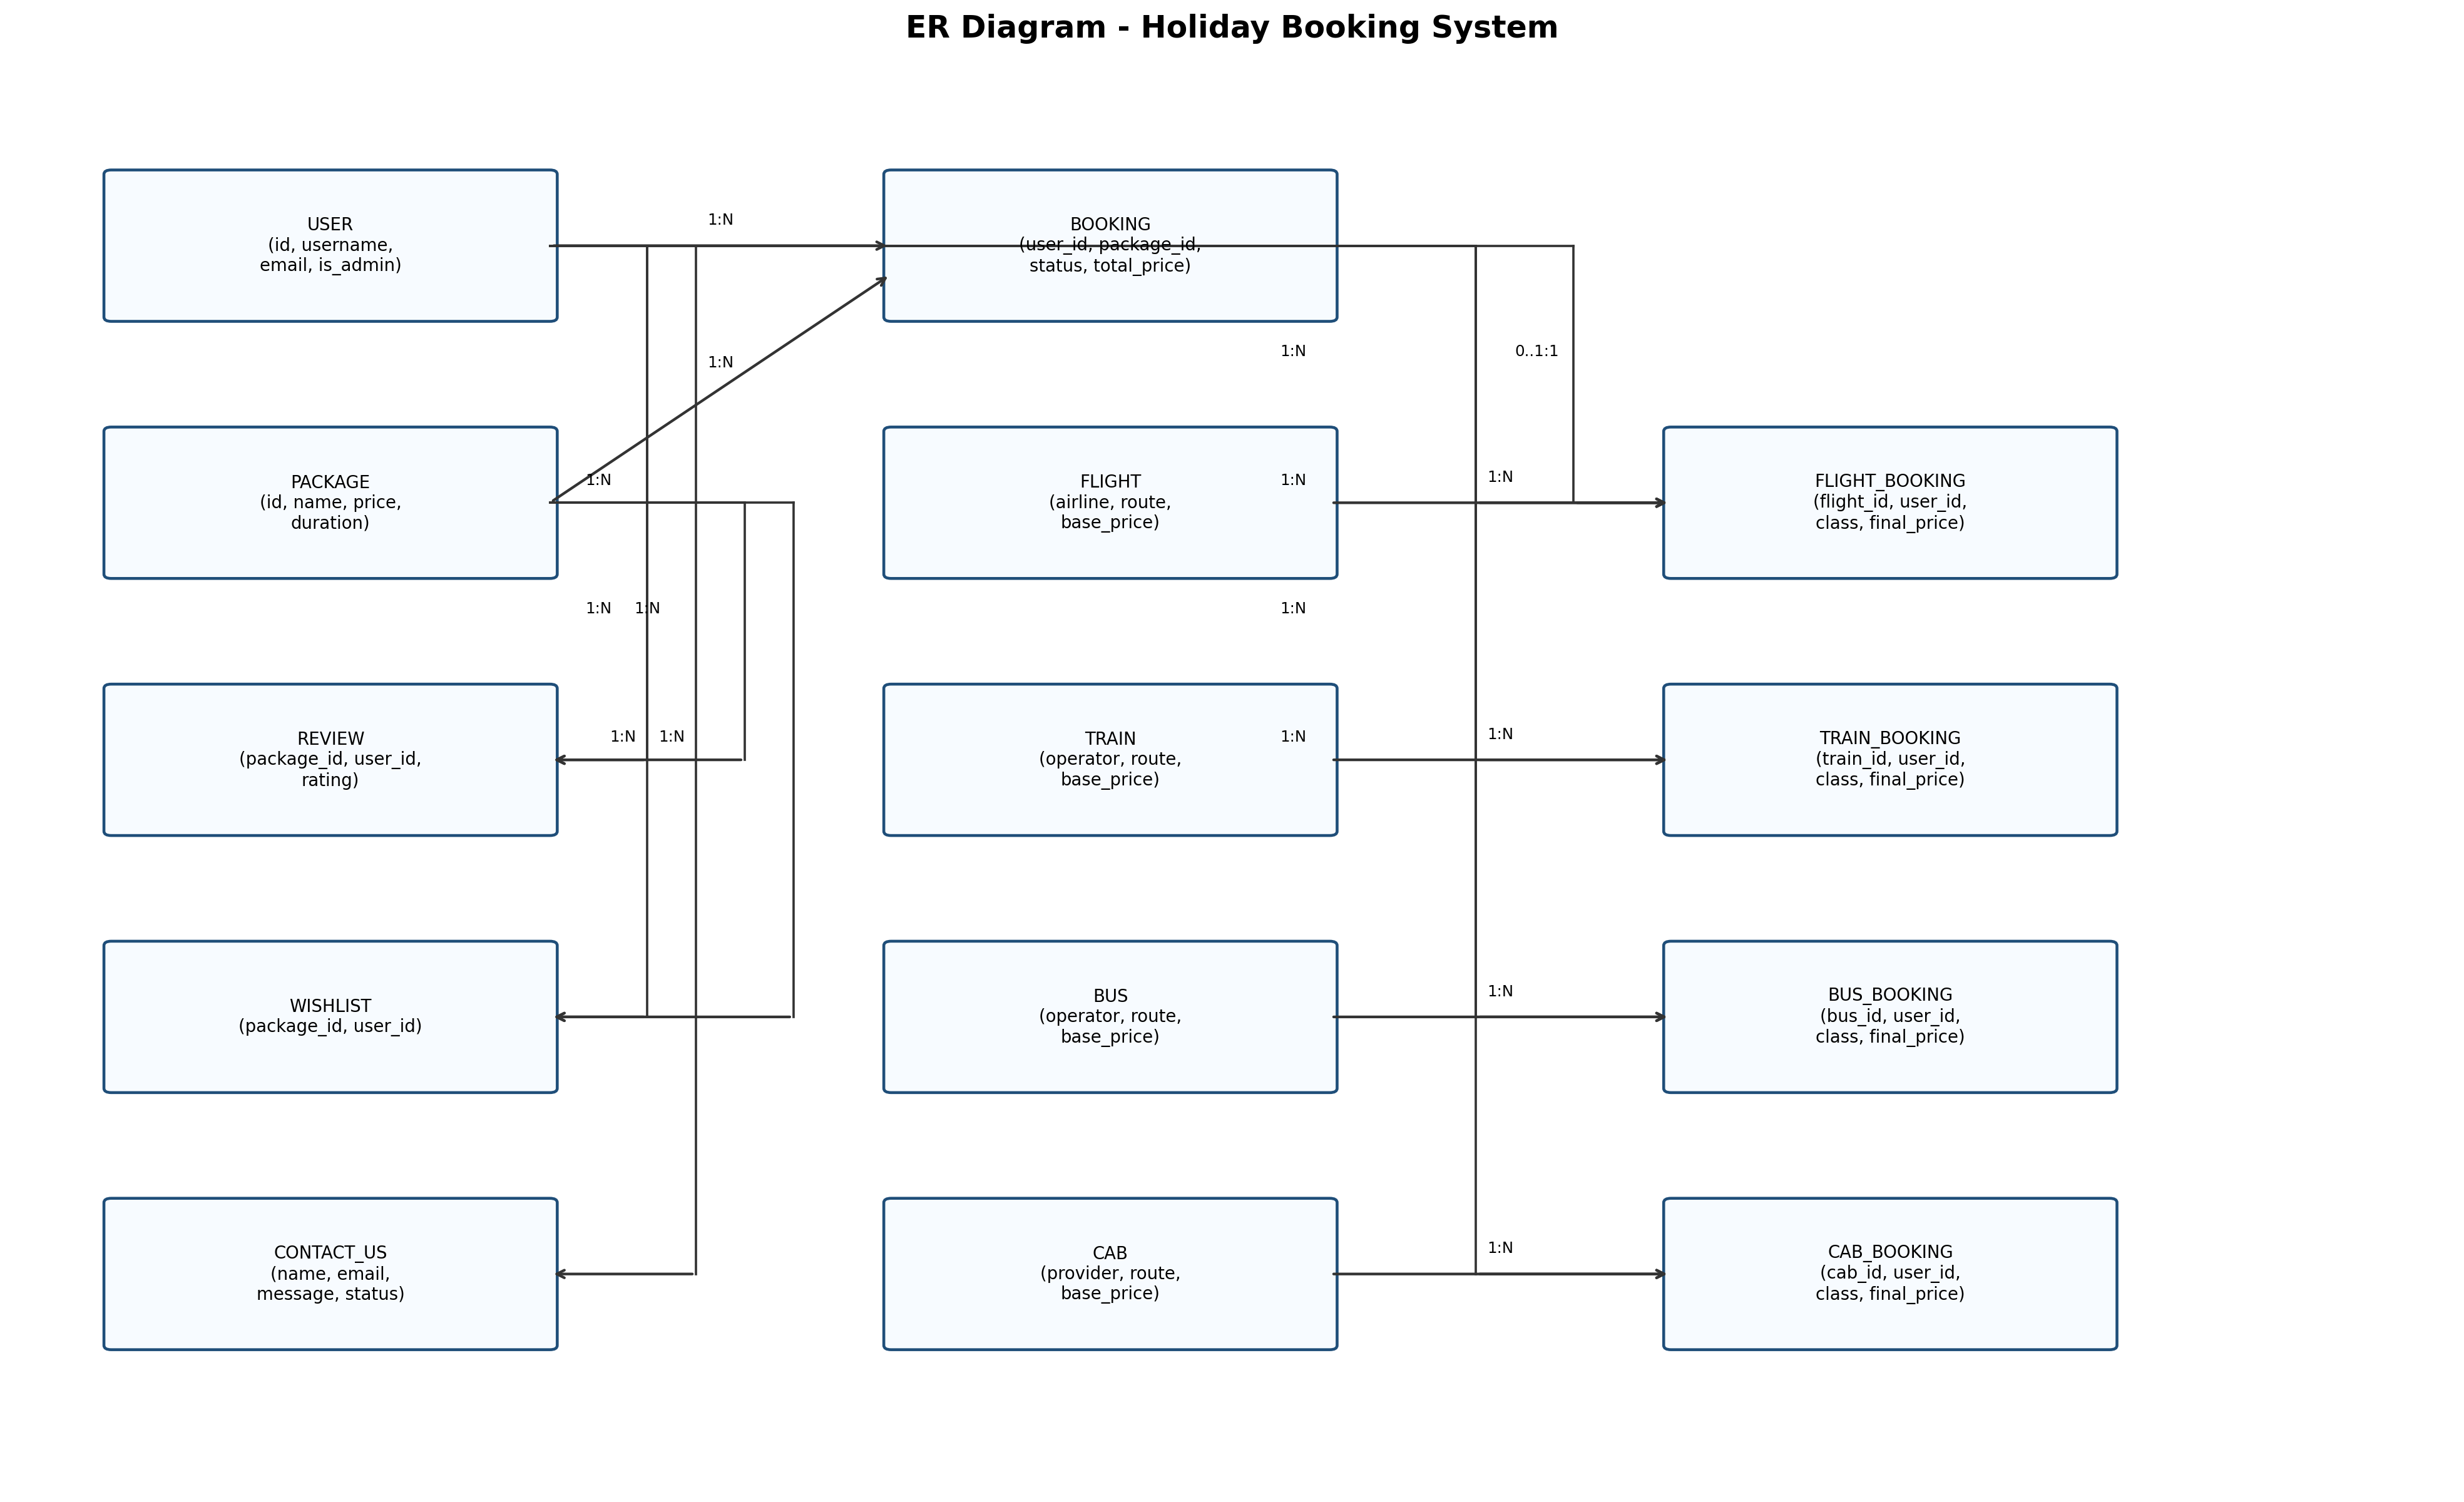 ER Diagram - Holiday Booking System
USER
(id, username,
email, is_admin)
1:N
BOOKING
(user_id, package_id,
status, total_price)
1:N
1:N
0..1:1
PACKAGE
(id, name, price,
duration)
1:N
FLIGHT
(airline, route,
base_price)
1:N
1:N
FLIGHT_BOOKING
(flight_id, user_id,
class, final_price)
1:N
1:N
1:N
REVIEW
(package_id, user_id,
rating)
1:N
1:N
TRAIN
(operator, route,
base_price)
1:N
1:N
TRAIN_BOOKING
(train_id, user_id,
class, final_price)
WISHLIST
(package_id, user_id)
BUS
(operator, route,
base_price)
1:N
BUS_BOOKING
(bus_id, user_id,
class, final_price)
CONTACT_US
(name, email,
message, status)
CAB
(provider, route,
base_price)
1:N
CAB_BOOKING
(cab_id, user_id,
class, final_price)